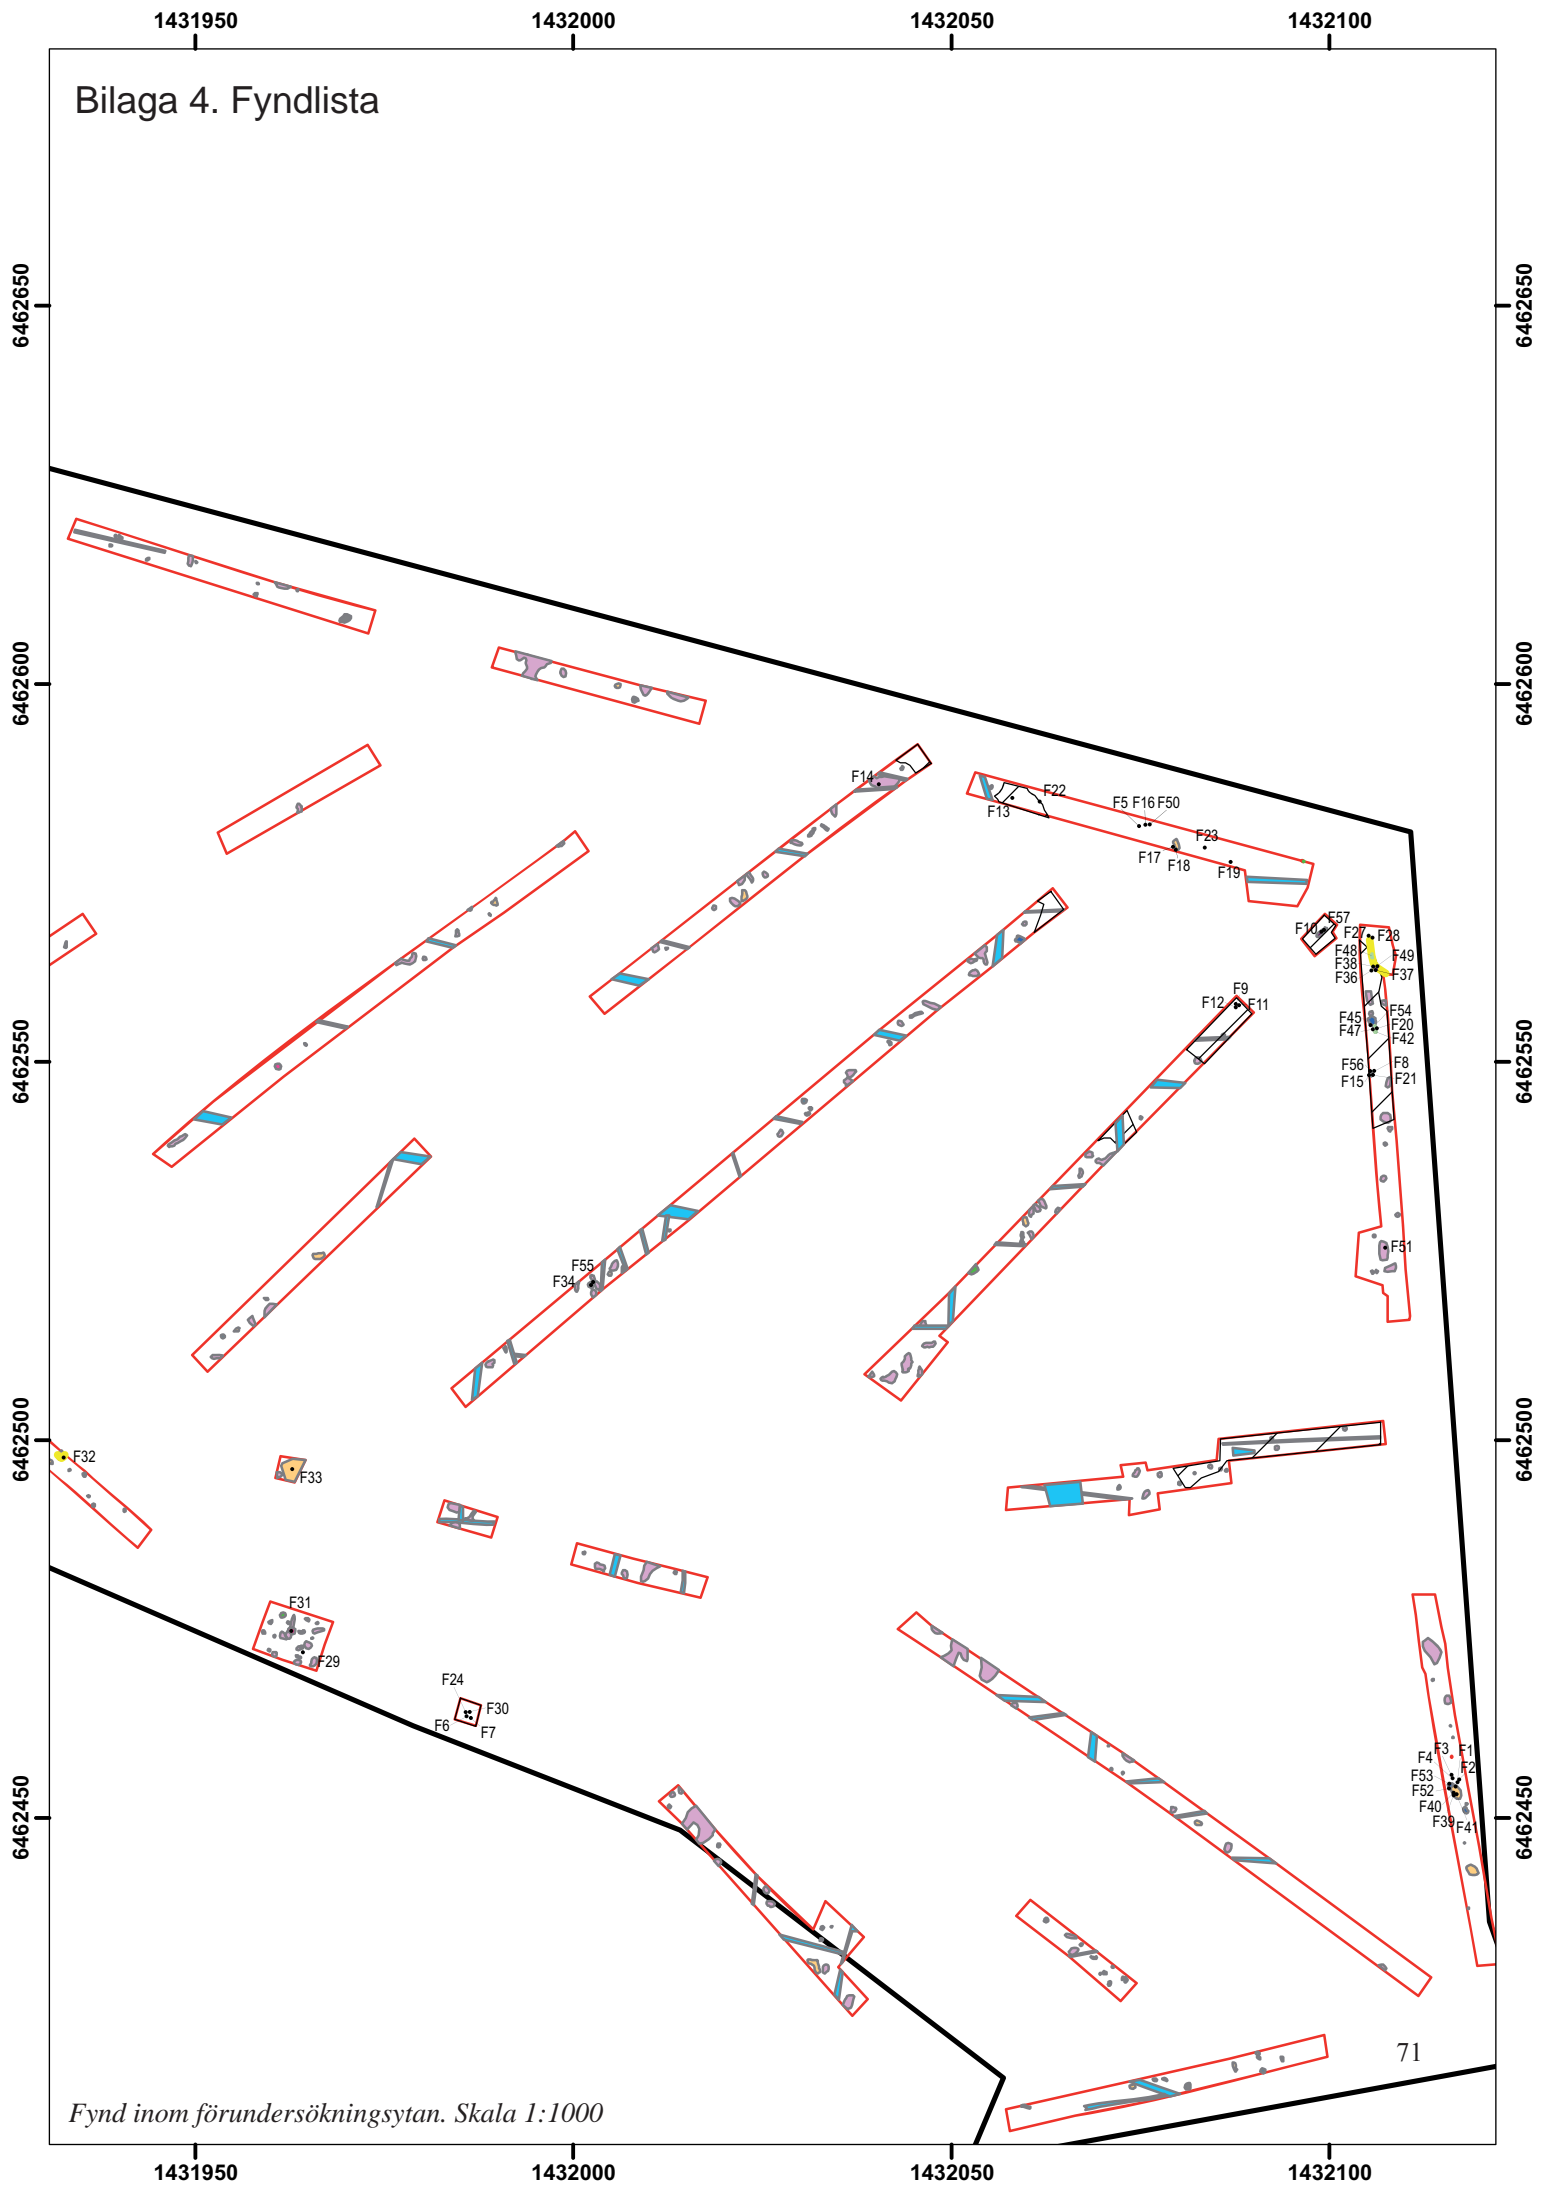 1431950 1432000 1432050 1432100
Bilaga 4. Fyndlista
6462650 6462650
6462600 6462600
F14
F13 F22
F5 F16 F50
F23
F17 F18 F19
F10 F57
F27 F28
F48 F49
F38
F36 F37
F9
F12 F11
F54
F45 F20
F47 F42
6462550 6462550
F56 F8
F15 F21
F51
F55
F34
6462500 6462500
F32
F33
F31
F29
F24
F30
F6 F7
F3 F1
F4 F2
F53
F52
F40
F39 F41
6462450 6462450
71
Fynd inom förundersökningsytan. Skala 1:1000
1431950 1432000 1432050 1432100